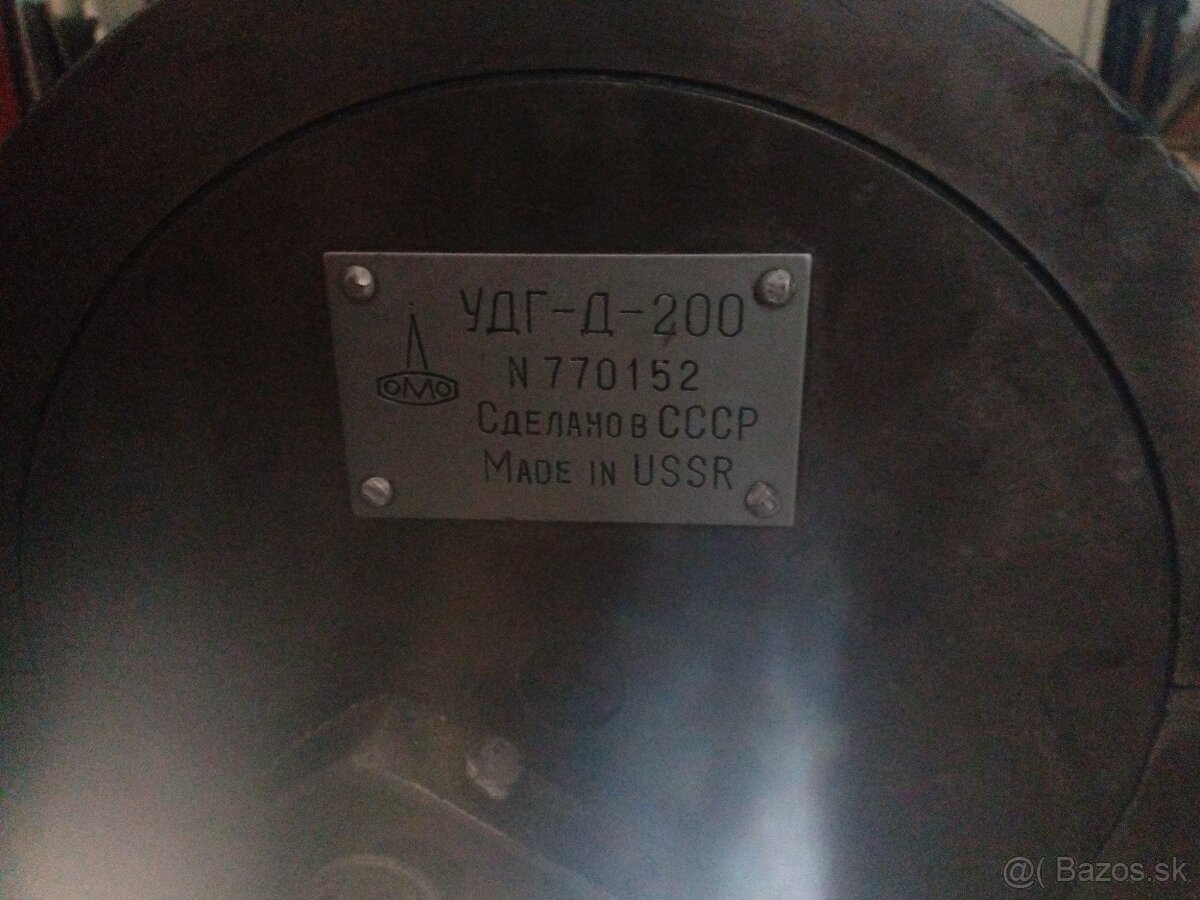 УДГ-Д-200
N 770152
ОМО
СДЕЛАНО В СССР
MADE IN USSR
@( Bazos.sk